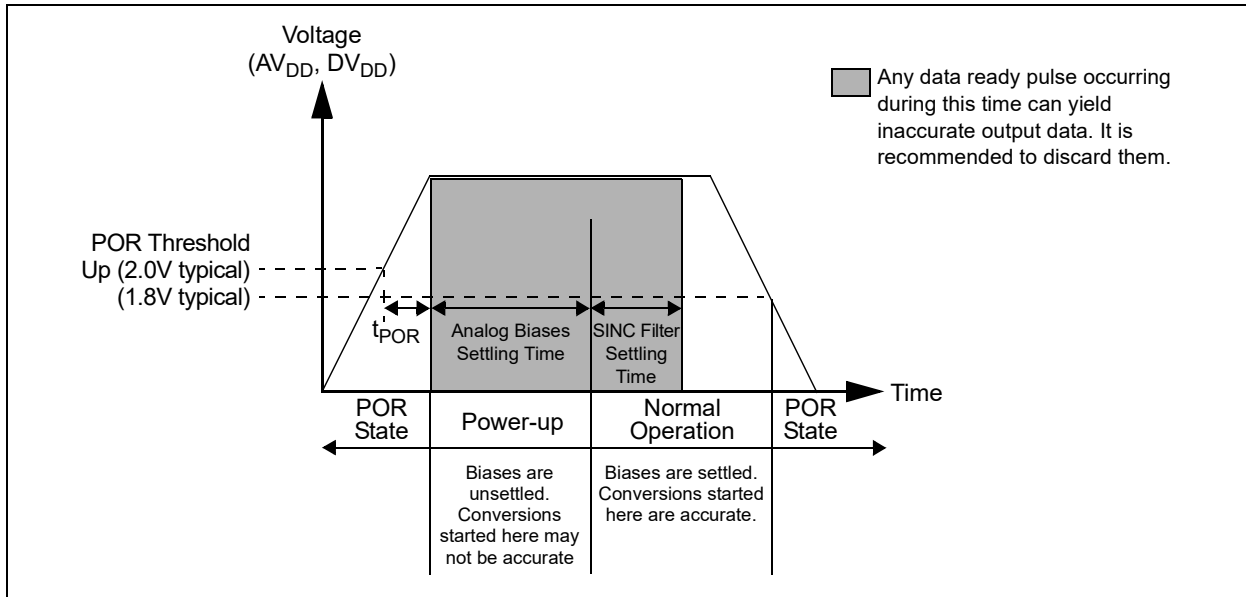 Voltage
(AVDD, DVDD)
Any data ready pulse occurring
during this time can yield
inaccurate output data. It is
recommended to discard them.
POR Threshold
Up (2.0V typical)
(1.8V typical)
tPOR
Analog Biases
Settling Time
SINC Filter
Settling
Time
Time
POR
State
Power-up
Normal
Operation
POR
State
Biases are
unsettled.
Conversions
started here may
not be accurate
Biases are settled.
Conversions started
here are accurate.